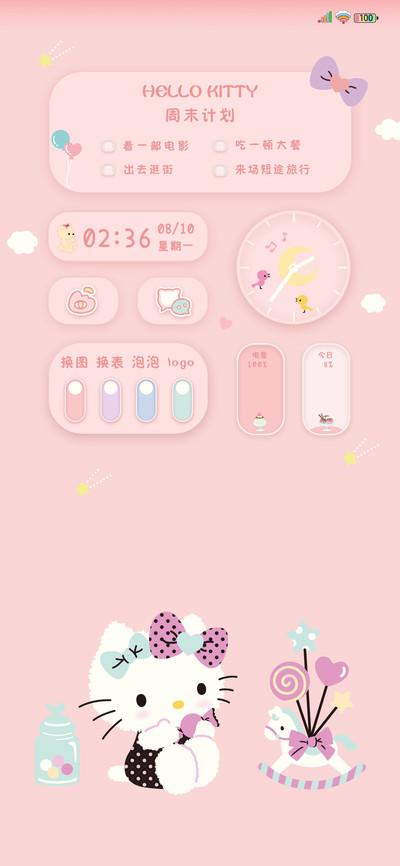 100
HELLO KITTY
周末计划
看一部电影
吃一顿大餐
出去逛街
来场短途旅行
02:36
08/10
星期一
换图 换表 泡泡 logo
电量
100%
今日
8%